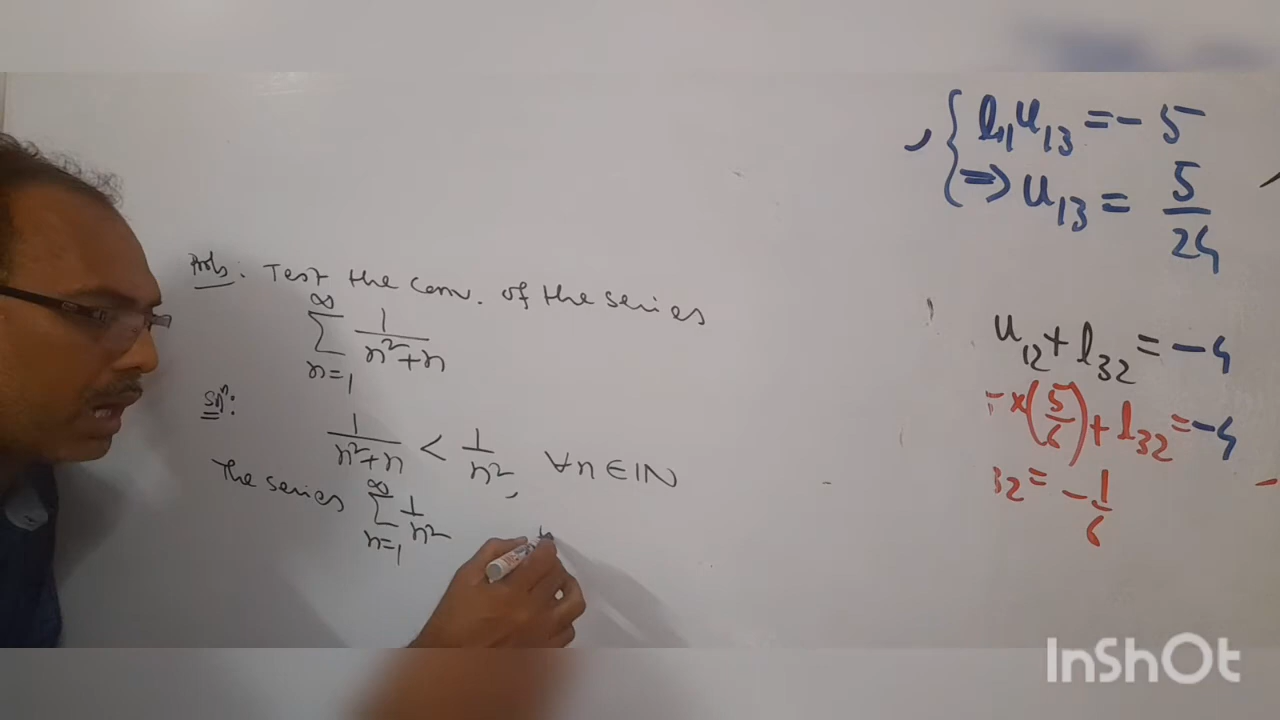 Prob: Test the conv. of the series
∞
∑ 1/(n²+n)
n=1
Solⁿ:
1/(n²+n) < 1/n², ∀n∈ℕ
The series ∑ 1/n²
∞
n=1
, { l₁₁u₁₃ = -5
⇒ u₁₃ = 5/24
u₁₂ + l₃₂ = -4
-x(5/6) + l₃₂ = -4
32 = -1/6
InShOt